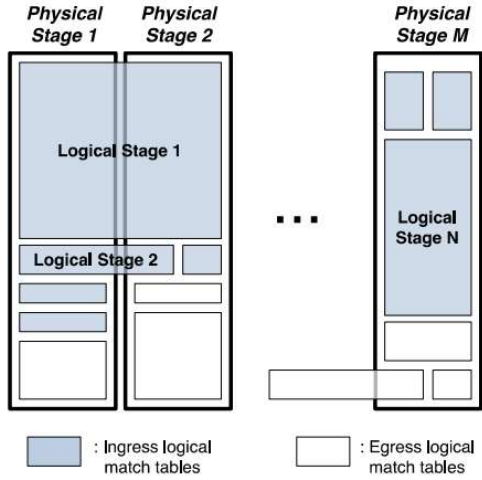 Physical Stage 1
Physical Stage 2
Physical Stage M
Logical Stage 1
Logical Stage 2
...
Logical
Stage N
: Ingress logical
match tables
: Egress logical
match tables